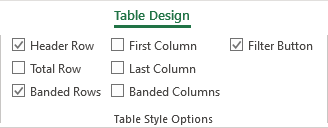 Table Design
Header Row First Column Filter Button
Total Row Last Column
Banded Rows Banded Columns
Table Style Options